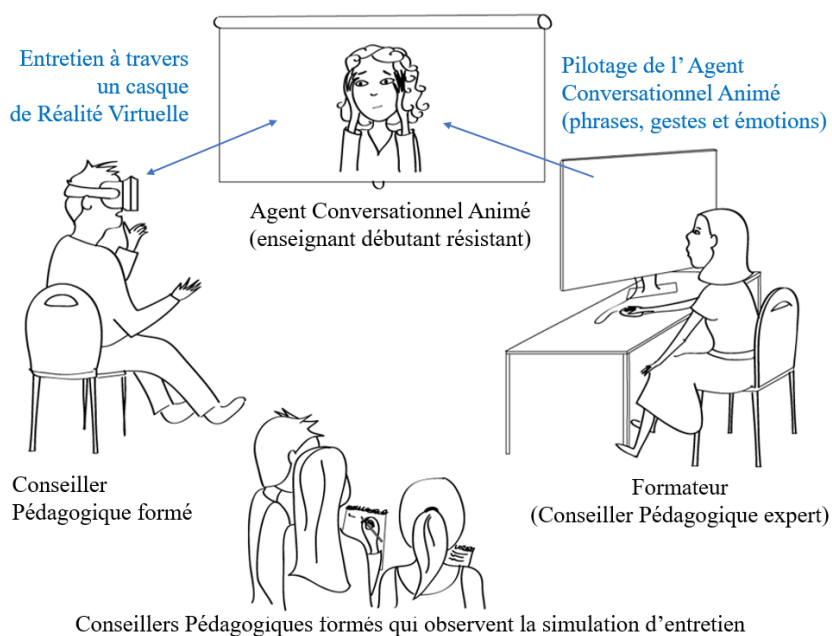 Entretien à travers
un casque
de Réalité Virtuelle
Pilotage de l'Agent
Conversationnel Animé
(phrases, gestes et émotions)
Agent Conversationnel Animé
(enseignant débutant résistant)
Conseiller
Pédagogique formé
Formateur
(Conseiller Pédagogique expert)
Conseillers Pédagogiques formés qui observent la simulation d'entretien